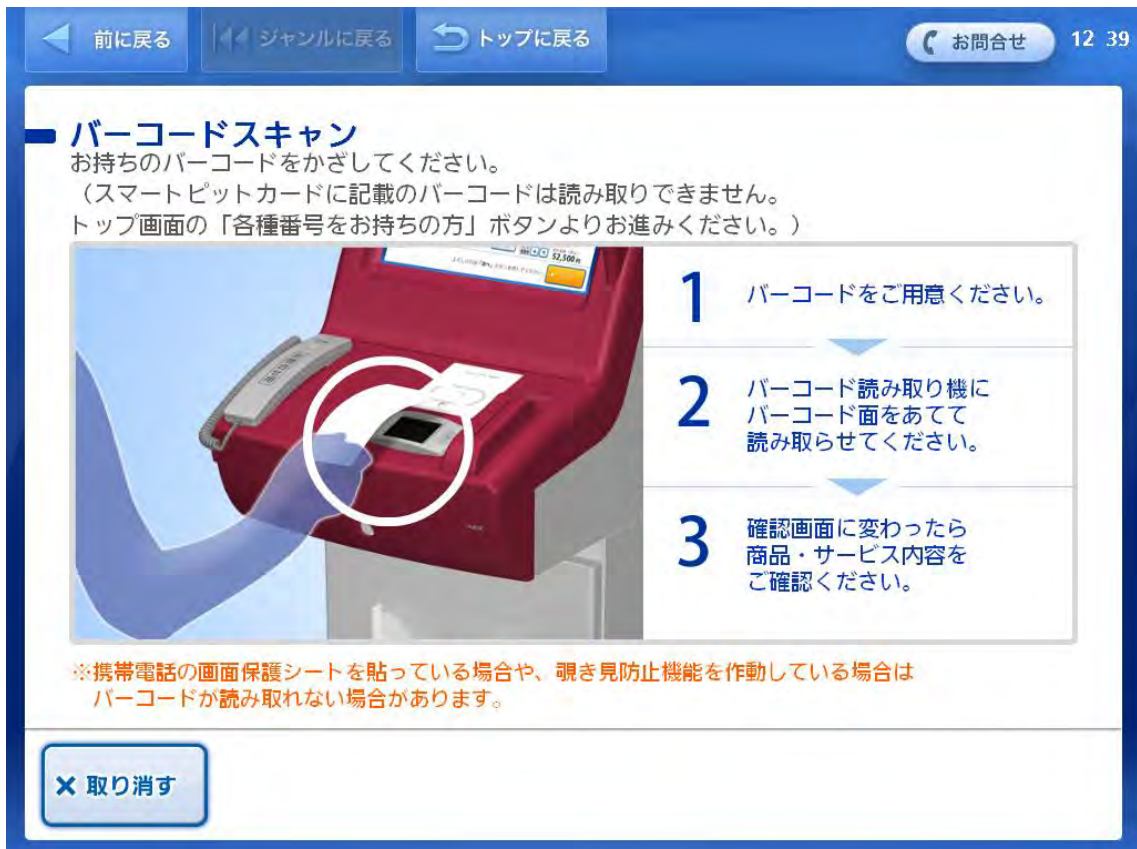 前に戻る
ジャンルに戻る
トップに戻る
お問合せ
12 39
バーコードスキャン
お持ちのバーコードをかざしてください。
(スマートピットカードに記載のバーコードは読み取りできません。
トップ画面の「各種番号をお持ちの方」ボタンよりお進みください。)
52,500円
1 バーコードをご用意ください。
2 バーコード読み取り機に
バーコード面をあてて
読み取らせてください。
3 確認画面に変わったら
商品・サービス内容を
ご確認ください。
※携帯電話の画面保護シートを貼っている場合や、覗き見防止機能を作動している場合は
バーコードが読み取れない場合があります。
× 取り消す